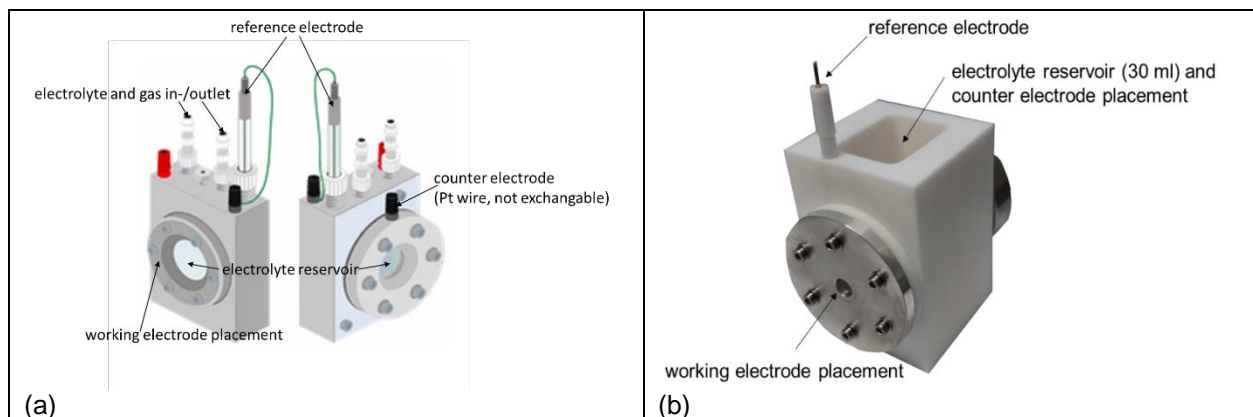 reference electrode
electrolyte and gas in-/outlet
counter electrode
(Pt wire, not exchangable)
electrolyte reservoir
working electrode placement
(a)
reference electrode
electrolyte reservoir (30 ml) and
counter electrode placement
working electrode placement
(b)